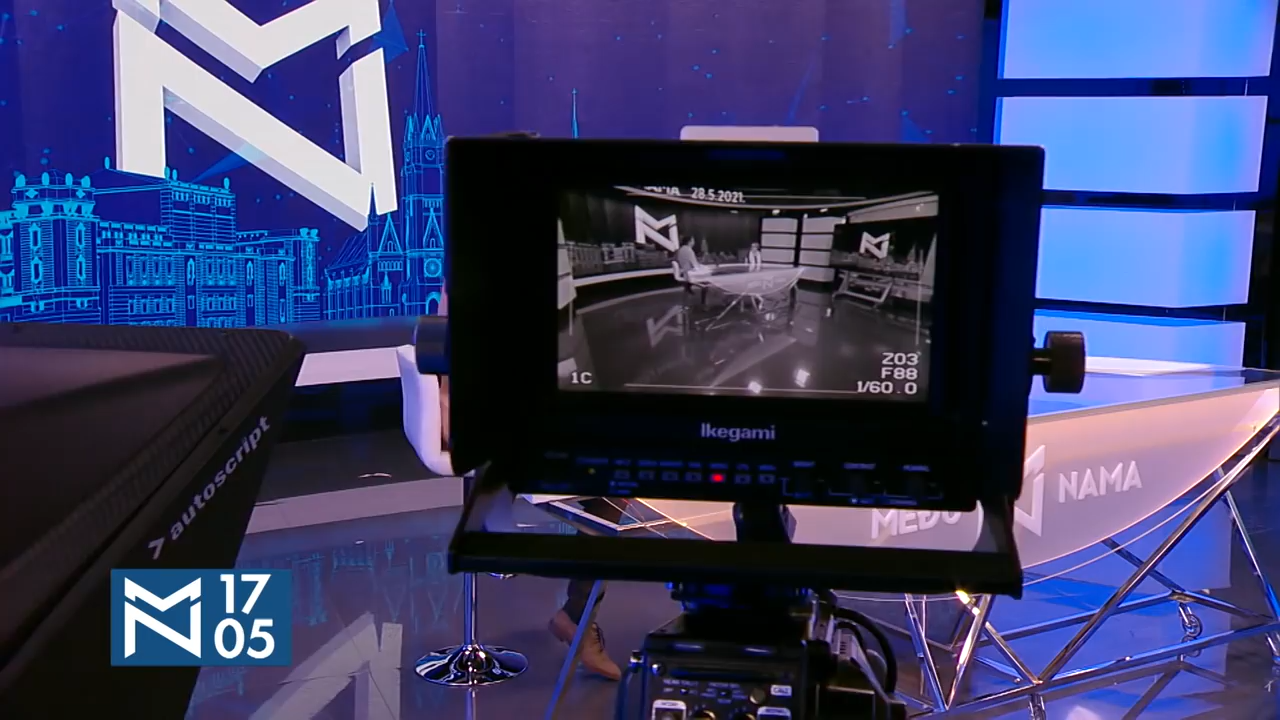 NAMA 28.5.2021.
1C
Z03
F88
1/60.0
Ikegami
7 autoscript
MEĐU NAMA
17
05